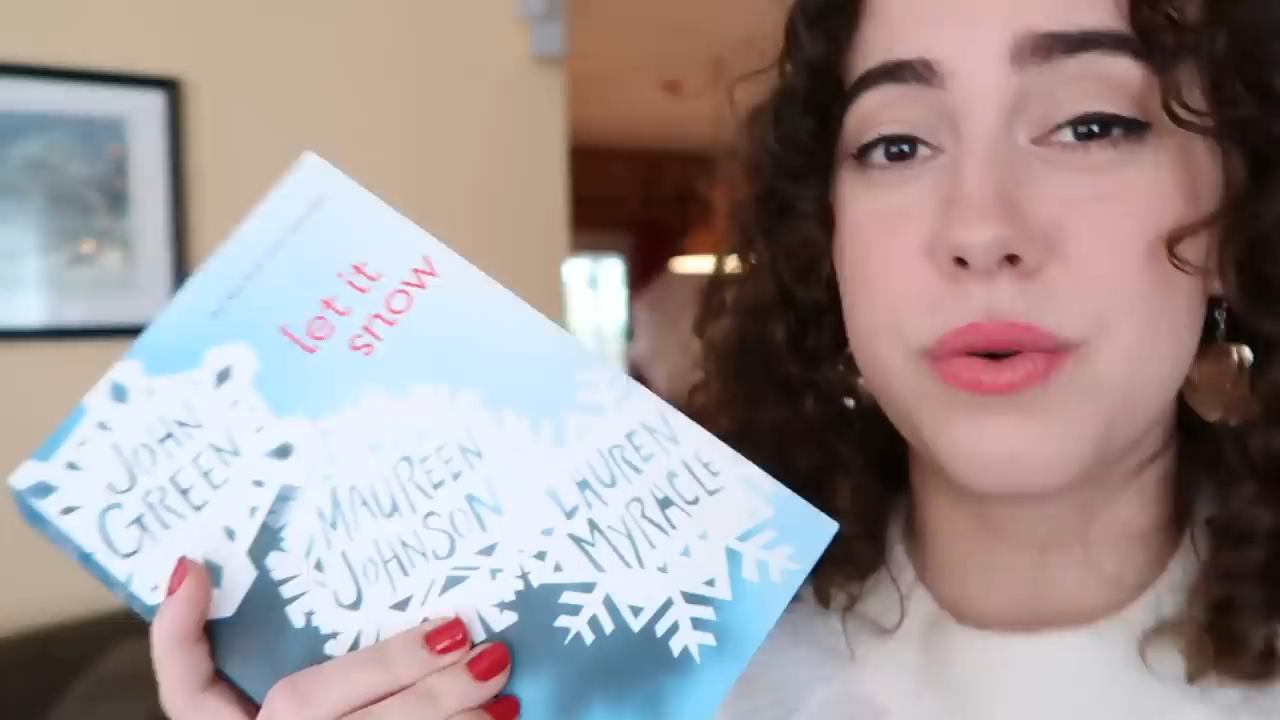 let it
snow
JOHN
GREEN
MAUREEN
JOHNSON
LAUREN
MYRACLE